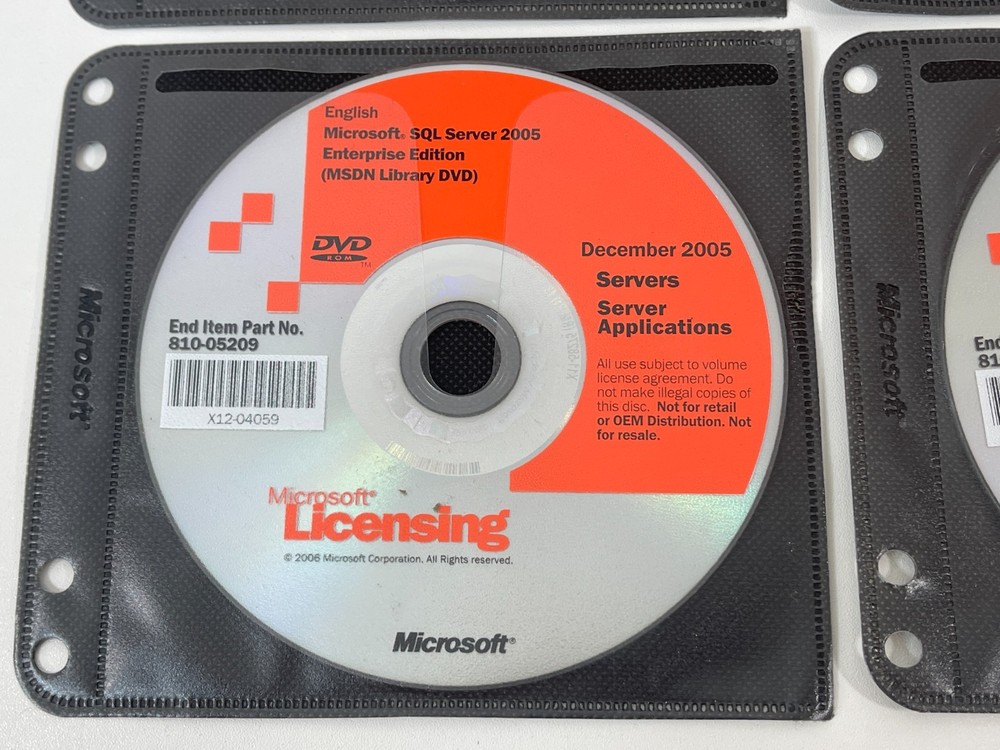 English
Microsoft® SQL Server 2005
Enterprise Edition
(MSDN Library DVD)
DVD
ROM
TM
December 2005
Servers
Server
Applications
End Item Part No.
810-05209
X12-04059
All use subject to volume
license agreement. Do
not make illegal copies of
this disc. Not for retail
or OEM Distribution. Not
for resale.
Microsoft®
Licensing
© 2006 Microsoft Corporation. All Rights reserved.
Microsoft®
Microsoft®
Microsoft®